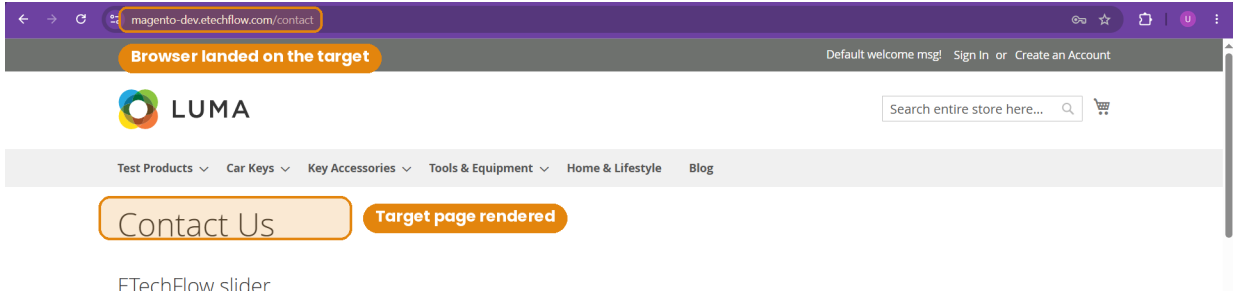 magento-dev.etechflow.com/contact
U
Browser landed on the target
Default welcome msg! Sign In or Create an Account
LUMA
Search entire store here...
Test Products Car Keys Key Accessories Tools & Equipment Home & Lifestyle Blog
Contact Us
Target page rendered
ETechFlow slider